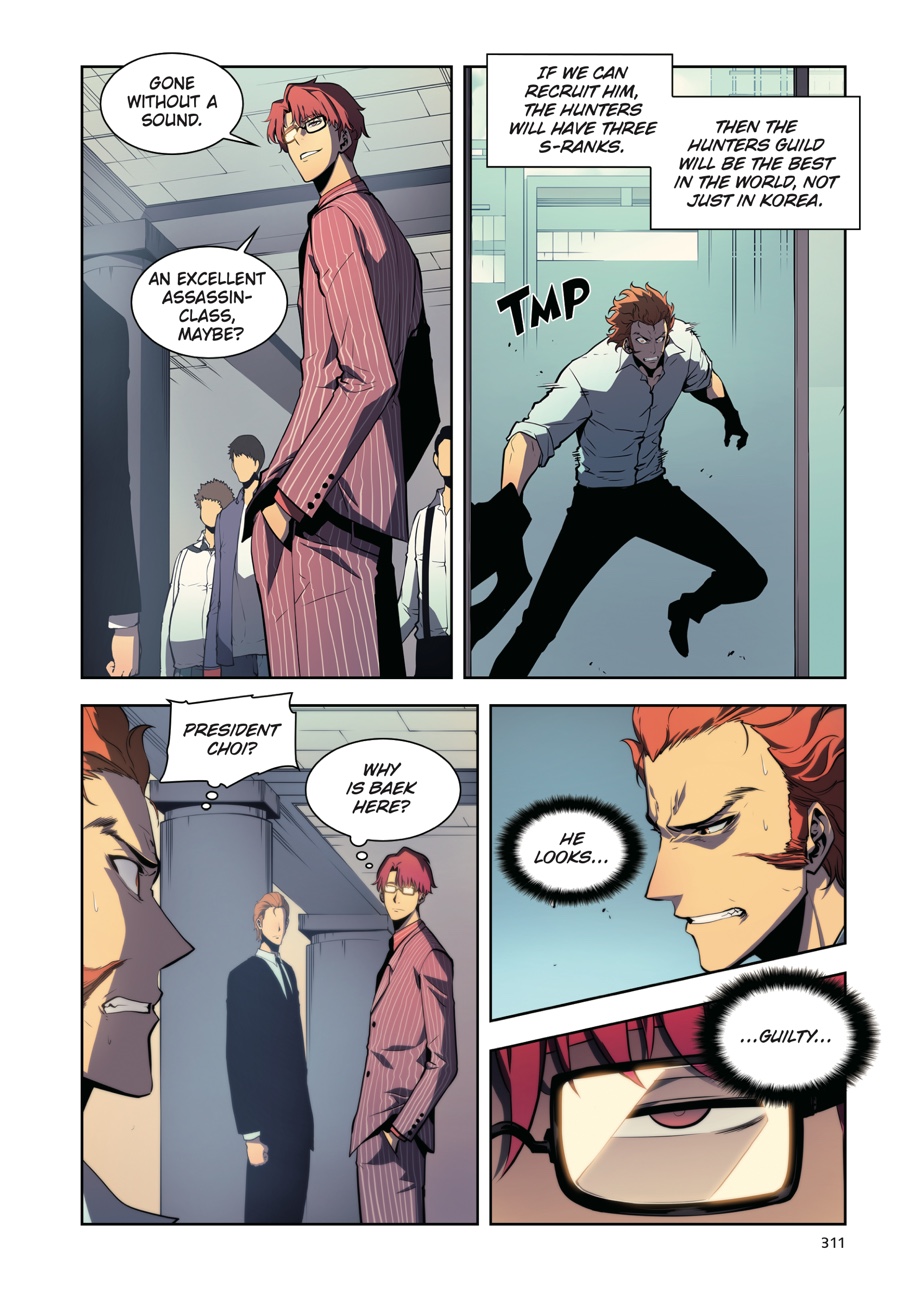 GONE
WITHOUT A
SOUND.
AN EXCELLENT
ASSASSIN-
CLASS,
MAYBE?
IF WE CAN
RECRUIT HIM,
THE HUNTERS
WILL HAVE THREE
S-RANKS.
THEN THE
HUNTERS GUILD
WILL BE THE BEST
IN THE WORLD, NOT
JUST IN KOREA.
TMP
PRESIDENT
CHOI?
WHY
IS BAEK
HERE?
HE
LOOKS...
...GUILTY...
311